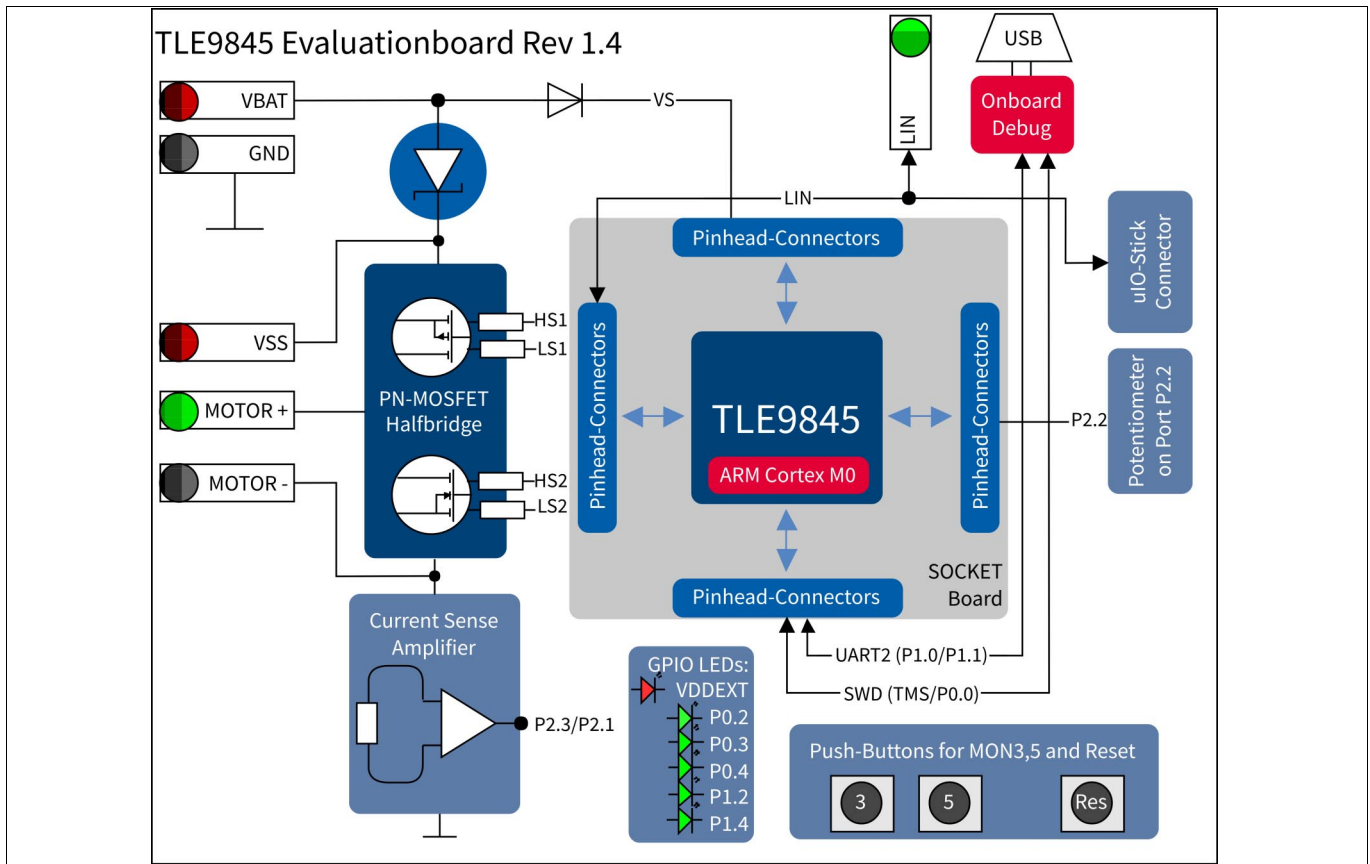 TLE9845 Evaluationboard Rev 1.4
VBAT
GND
VSS
MOTOR +
MOTOR -
VS
LIN
USB
Onboard
Debug
LIN
uIO-Stick
Connector
Potentiometer
on Port P2.2
P2.2
PN-MOSFET
Halfbridge
HS1
LS1
HS2
LS2
Pinhead-Connectors
Pinhead-Connectors
Pinhead-Connectors
Pinhead-Connectors
TLE9845
ARM Cortex M0
SOCKET
Board
Current Sense
Amplifier
P2.3/P2.1
UART2 (P1.0/P1.1)
SWD (TMS/P0.0)
GPIO LEDs:
VDDEXT
P0.2
P0.3
P0.4
P1.2
P1.4
Push-Buttons for MON3,5 and Reset
3
5
Res